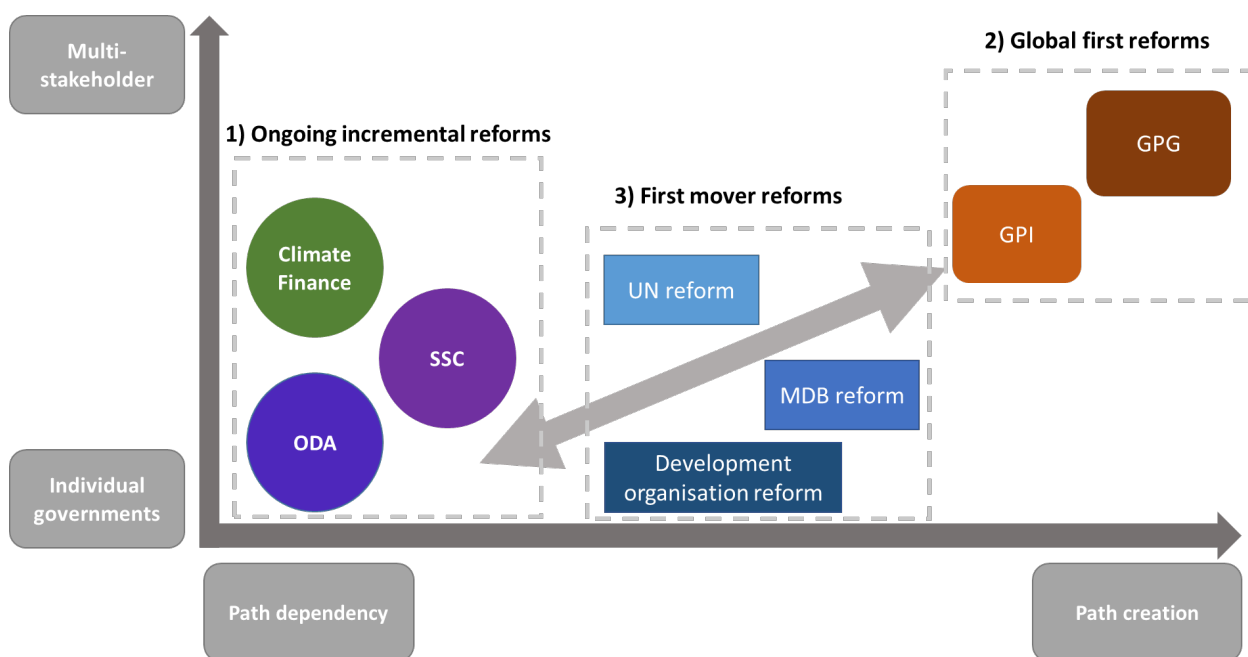 Multi-
stakeholder
2) Global first reforms
1) Ongoing incremental reforms
GPG
3) First mover reforms
GPI
Climate
Finance
UN reform
SSC
MDB reform
ODA
Development
organisation reform
Individual
governments
Path dependency
Path creation